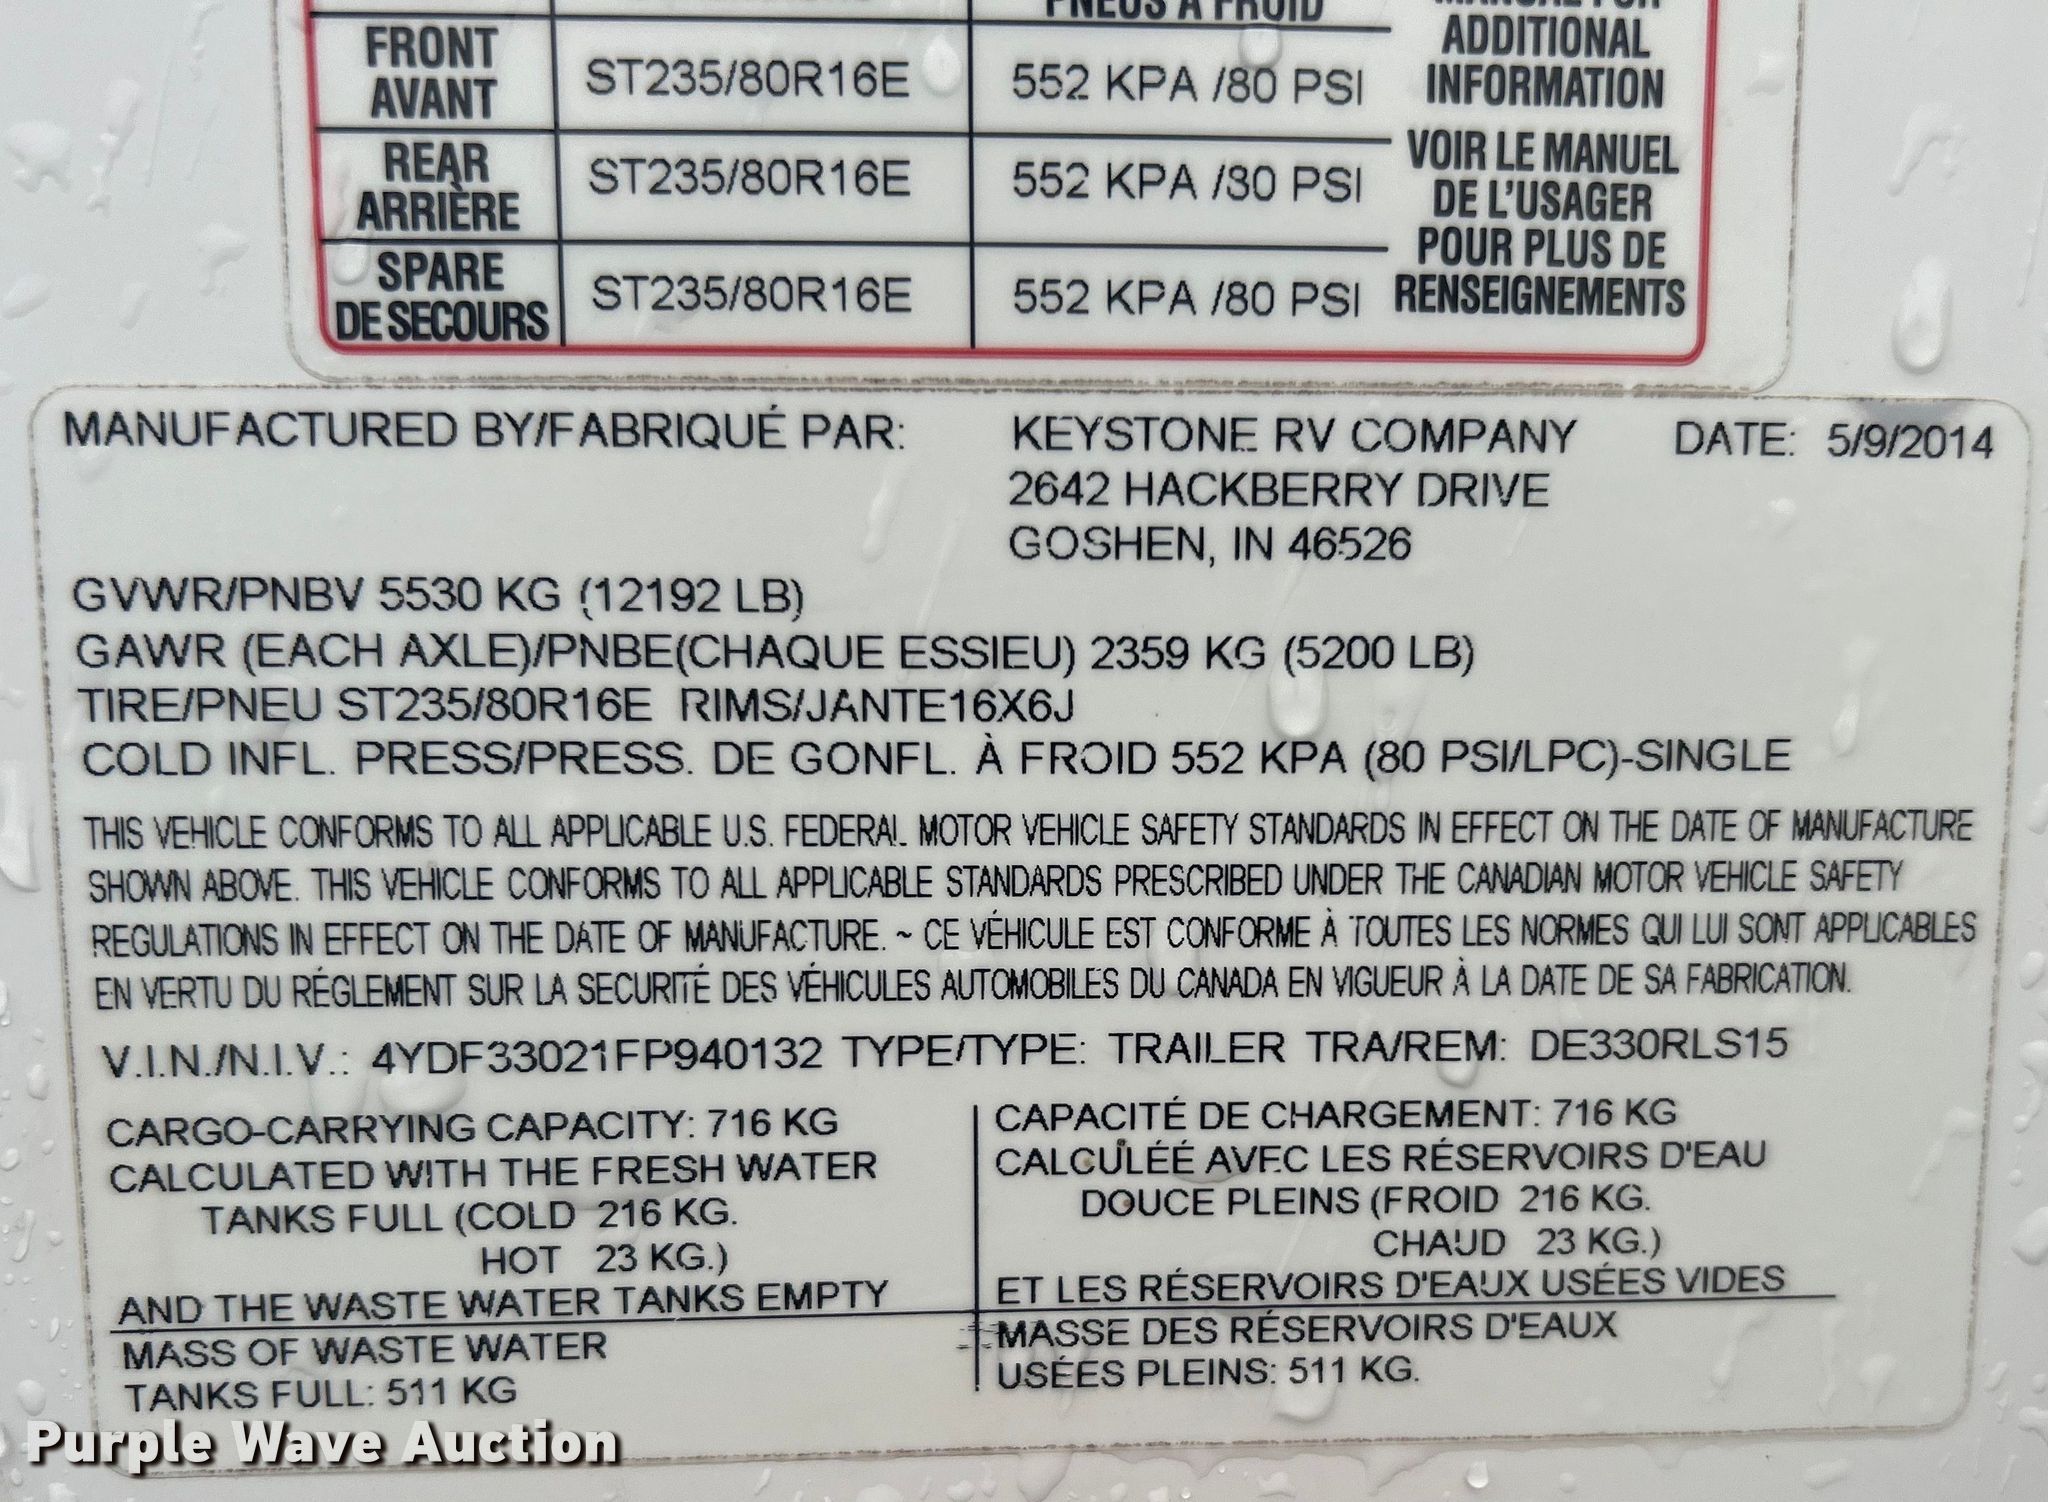 PNEUS À FROID
FRONT
AVANT
ST235/80R16E
552 KPA /80 PSI
REAR
ARRIÈRE
ST235/80R16E
552 KPA /80 PSI
SPARE
DE SECOURS
ST235/80R16E
552 KPA /80 PSI
MANUAL FOR
ADDITIONAL
INFORMATION
VOIR LE MANUEL
DE L'USAGER
POUR PLUS DE
RENSEIGNEMENTS
MANUFACTURED BY/FABRIQUÉ PAR: KEYSTONE RV COMPANY DATE: 5/9/2014
2642 HACKBERRY DRIVE
GOSHEN, IN 46526
GVWR/PNBV 5530 KG (12192 LB)
GAWR (EACH AXLE)/PNBE(CHAQUE ESSIEU) 2359 KG (5200 LB)
TIRE/PNEU ST235/80R16E RIMS/JANTE16X6J
COLD INFL. PRESS/PRESS. DE GONFL. À FROID 552 KPA (80 PSI/LPC)-SINGLE
THIS VEHICLE CONFORMS TO ALL APPLICABLE U.S. FEDERAL MOTOR VEHICLE SAFETY STANDARDS IN EFFECT ON THE DATE OF MANUFACTURE
SHOWN ABOVE. THIS VEHICLE CONFORMS TO ALL APPLICABLE STANDARDS PRESCRIBED UNDER THE CANADIAN MOTOR VEHICLE SAFETY
REGULATIONS IN EFFECT ON THE DATE OF MANUFACTURE. ~ CE VÉHICULE EST CONFORME À TOUTES LES NORMES QUI LUI SONT APPLICABLES
EN VERTU DU RÉGLEMENT SUR LA SECURITÉ DES VÉHICULES AUTOMOBILES DU CANADA EN VIGUEUR À LA DATE DE SA FABRICATION.
V.I.N./N.I.V.: 4YDF33021FP940132 TYPE/TYPE: TRAILER TRA/REM: DE330RLS15
CARGO-CARRYING CAPACITY: 716 KG
CALCULATED WITH THE FRESH WATER
TANKS FULL (COLD 216 KG.
HOT 23 KG.)
AND THE WASTE WATER TANKS EMPTY
MASS OF WASTE WATER
TANKS FULL: 511 KG
CAPACITÉ DE CHARGEMENT: 716 KG
CALCULÉÉ AVEC LES RÉSERVOIRS D'EAU
DOUCE PLEINS (FROID 216 KG.
CHAUD 23 KG.)
ET LES RÉSERVOIRS D'EAUX USÉES VIDES
MASSE DES RÉSERVOIRS D'EAUX
USÉES PLEINS: 511 KG.
Purple Wave Auction